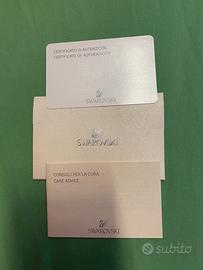 CERTIFICATO DI AUTENTICITÀ
CERTIFICATE OF AUTHENTICITY
SWAROVSKI
SWAROVSKI
CONSIGLI PER LA CURA
CARE ADVICE
SWAROVSKI
subito